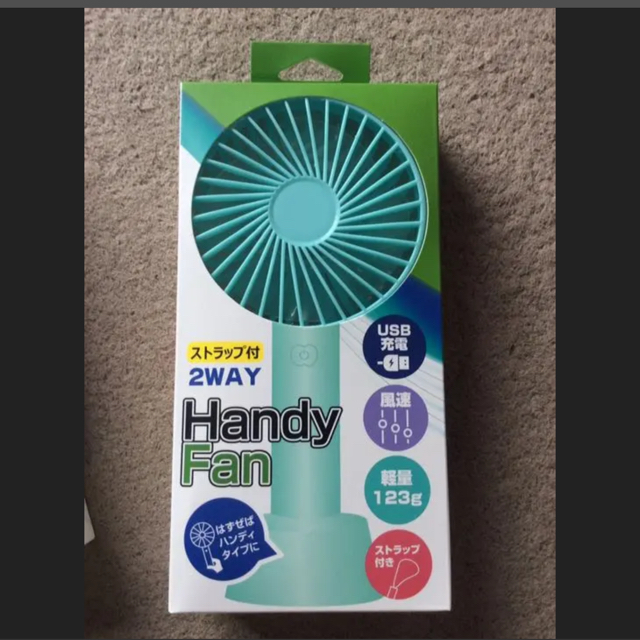 ストラップ付
2WAY
Handy
Fan
USB
充電
風速
軽量
123g
ストラップ
付き
はずせば
ハンディ
タイプに